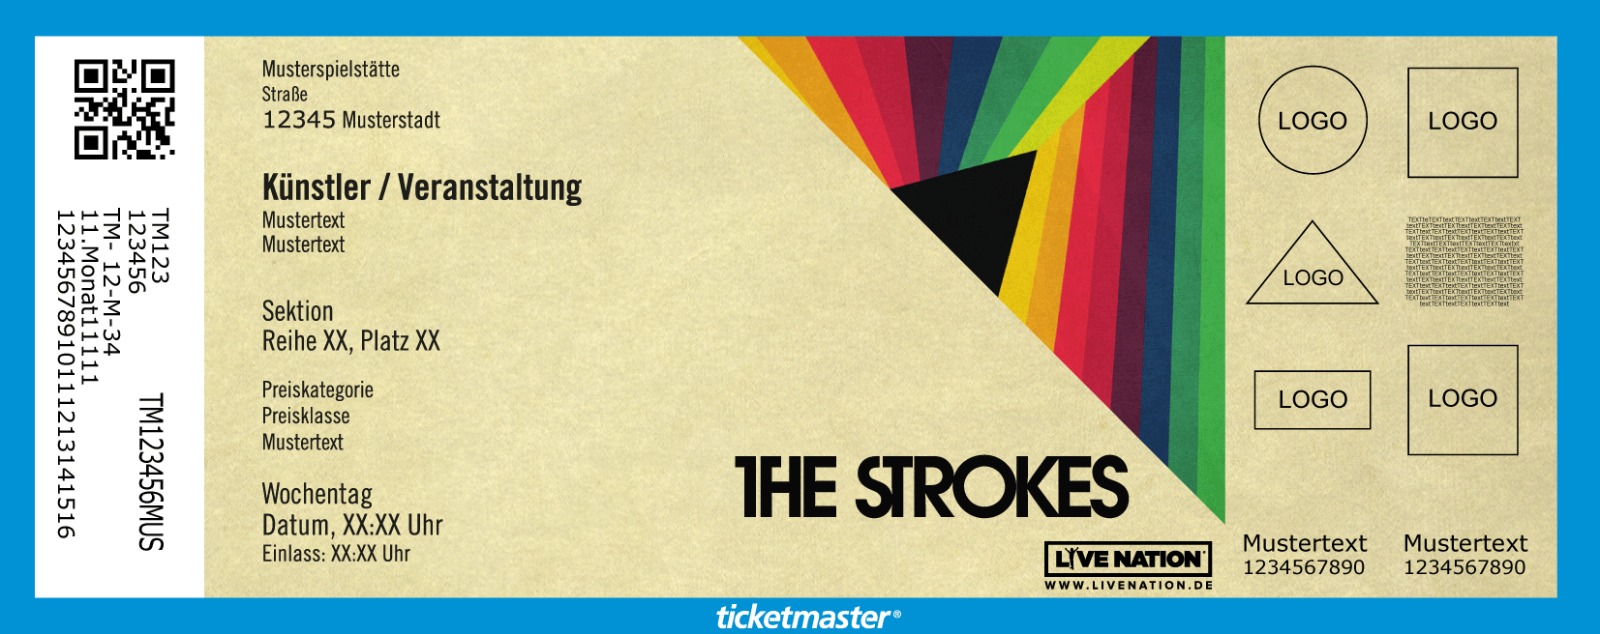 TM123
123456
TM- 12-M-34
11.Monat11111
12345678910111213141516
TM123456MUS
Musterspielstätte
Straße
12345 Musterstadt
Künstler / Veranstaltung
Mustertext
Mustertext
Sektion
Reihe XX, Platz XX
Preiskategorie
Preisklasse
Mustertext
Wochentag
Datum, XX:XX Uhr
Einlass: XX:XX Uhr
THE STROKES
LIVE NATION
WWW.LIVENATION.DE
LOGO
LOGO
LOGO
LOGO
LOGO
Mustertext
1234567890
Mustertext
1234567890
ticketmaster®